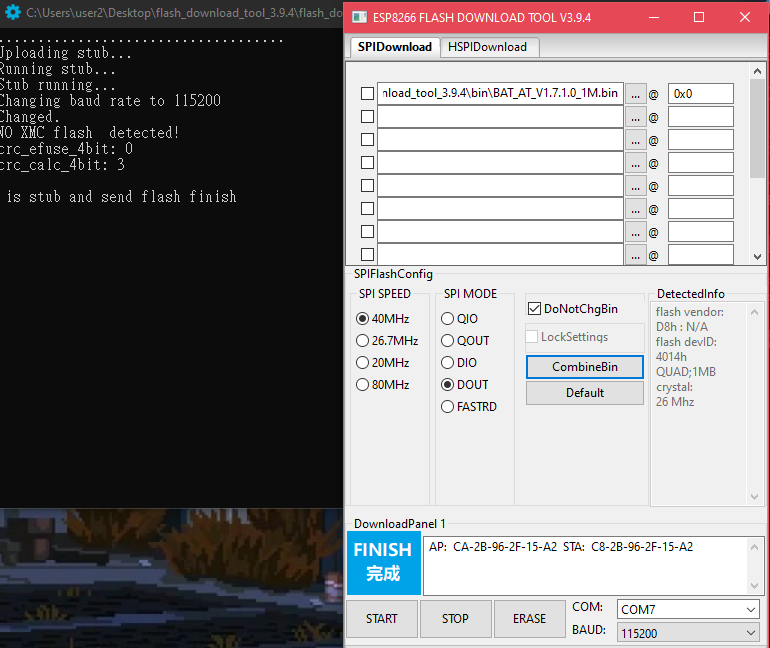 C:\Users\user2\Desktop\flash_download_tool_3.9.4\flash_do
Uploading stub...
Running stub...
Stub running...
Changing baud rate to 115200
Changed.
NO XMC flash  detected!
crc_efuse_4bit: 0
crc_calc_4bit: 3
is stub and send flash finish
ESP8266 FLASH DOWNLOAD TOOL V3.9.4
SPIDownload HSPIDownload
nload_tool_3.9.4\bin\BAT_AT_V1.7.1.0_1M.bin ... @ 0x0
... @
... @
... @
... @
... @
... @
... @
SPIFlashConfig
SPI SPEED
40MHz
26.7MHz
20MHz
80MHz
SPI MODE
QIO
QOUT
DIO
DOUT
FASTRD
DoNotChgBin
LockSettings
CombineBin
Default
DetectedInfo
flash vendor:
D8h : N/A
flash devID:
4014h
QUAD;1MB
crystal:
26 Mhz
DownloadPanel 1
FINISH
完成
AP:  CA-2B-96-2F-15-A2  STA:  C8-2B-96-2F-15-A2
START STOP ERASE
COM: COM7
BAUD: 115200